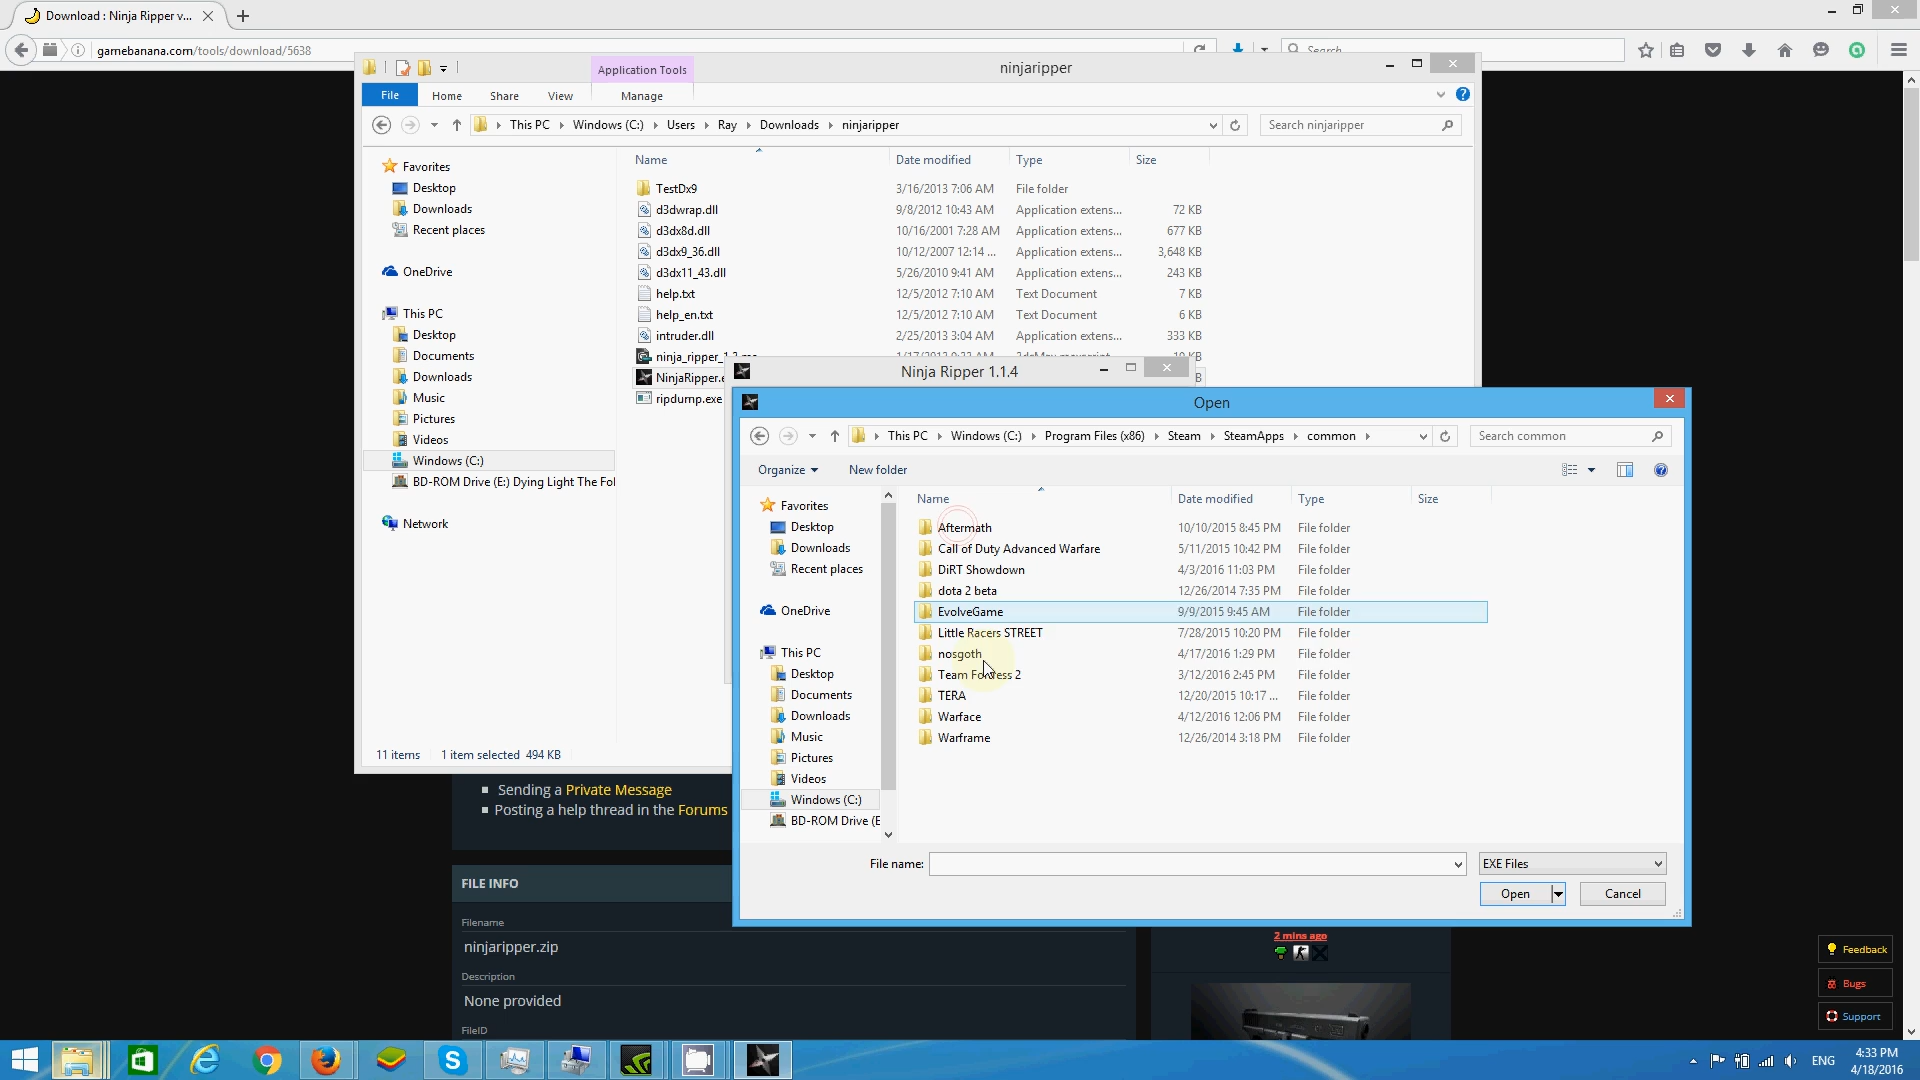 Download : Ninja Ripper v...
gamebanana.com/tools/download/5638
Search
Application Tools
ninjaripper
File
Home
Share
View
Manage
This PC
Windows (C:)
Users
Ray
Downloads
ninjaripper
Search ninjaripper
Favorites
Desktop
Downloads
Recent places
OneDrive
This PC
Desktop
Documents
Downloads
Music
Pictures
Videos
Windows (C:)
BD-ROM Drive (E:) Dying Light The Fol
Network
Name Date modified Type Size
TestDx9 3/16/2013 7:06 AM File folder
d3dwrap.dll 9/8/2012 10:43 AM Application extens... 72 KB
d3dx8d.dll 10/16/2001 7:28 AM Application extens... 677 KB
d3dx9_36.dll 10/12/2007 12:14 ... Application extens... 3,648 KB
d3dx11_43.dll 5/26/2010 9:41 AM Application extens... 243 KB
help.txt 12/5/2012 7:10 AM Text Document 7 KB
help_en.txt 12/5/2012 7:10 AM Text Document 6 KB
intruder.dll 2/25/2013 3:04 AM Application extens... 333 KB
ninja_ripper_
NinjaRipper.e
ripdump.exe
11 items 1 item selected 494 KB
Ninja Ripper 1.1.4
Open
This PC
Windows (C:)
Program Files (x86)
Steam
SteamApps
common
Search common
Organize
New folder
Favorites
Desktop
Downloads
Recent places
OneDrive
This PC
Desktop
Documents
Downloads
Music
Pictures
Videos
Windows (C:)
BD-ROM Drive (E
Name Date modified Type Size
Aftermath 10/10/2015 8:45 PM File folder
Call of Duty Advanced Warfare 5/11/2015 10:42 PM File folder
DiRT Showdown 4/3/2016 11:03 PM File folder
dota 2 beta 12/26/2014 7:35 PM File folder
EvolveGame 9/9/2015 9:45 AM File folder
Little Racers STREET 7/28/2015 10:20 PM File folder
nosgoth 4/17/2016 1:29 PM File folder
Team Fortress 2 3/12/2016 2:45 PM File folder
TERA 12/20/2015 10:17 ... File folder
Warface 4/12/2016 12:06 PM File folder
Warframe 12/26/2014 3:18 PM File folder
File name:
EXE Files
Open
Cancel
Sending a Private Message
Posting a help thread in the Forums
FILE INFO
Filename
ninjaripper.zip
Description
None provided
FileID
2 mins ago
Feedback
Bugs
Support
ENG
4:33 PM
4/18/2016